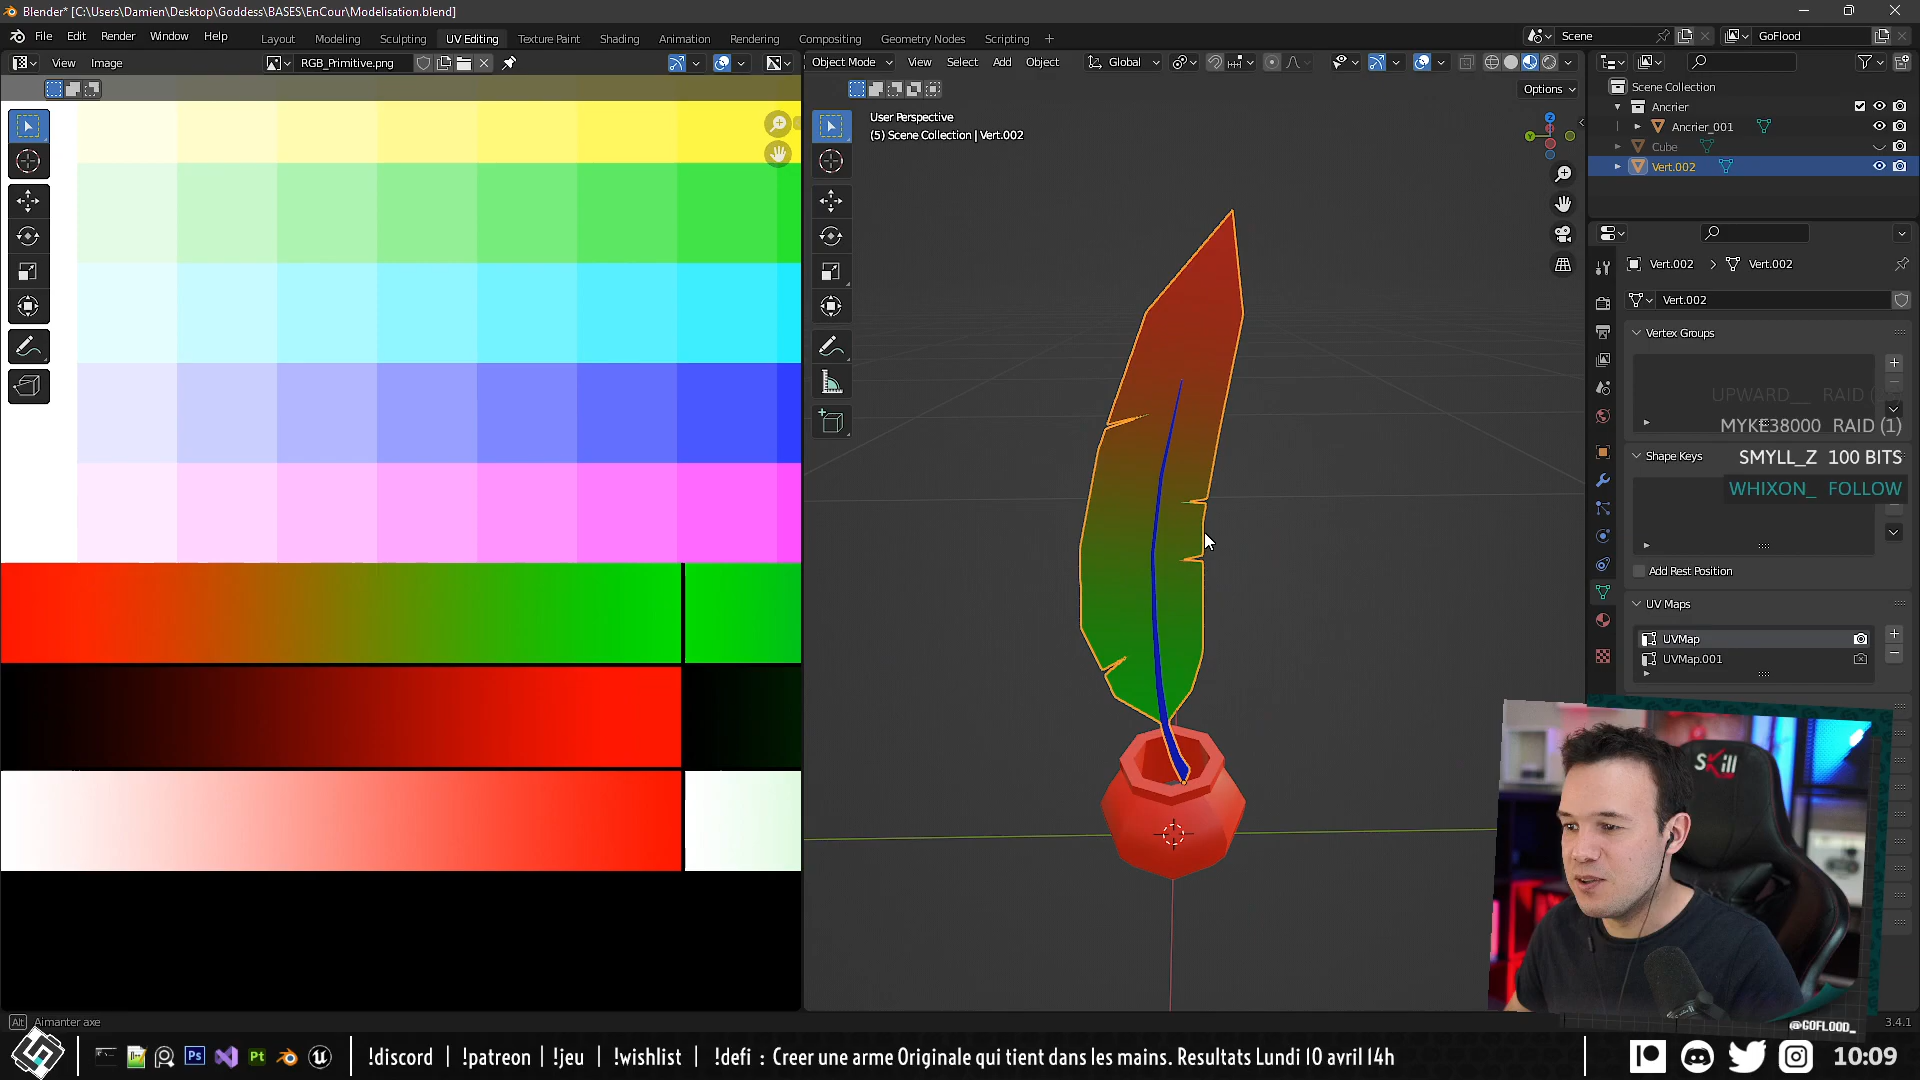 Blender* [C:\Users\Damien\Desktop\Goddess\BASES\EnCour\Modelisation.blend]
File Edit Render Window Help
Layout Modeling Sculpting UV Editing Texture Paint Shading Animation Rendering Compositing Geometry Nodes Scripting +
Scene
GoFlood
View Image
RGB_Primitive.png
Object Mode View Select Add Object
Global
Options
User Perspective
(5) Scene Collection | Vert.002
Scene Collection
Ancrier
Ancrier_001
Cube
Vert.002
Vert.002 > Vert.002
Vert.002
Vertex Groups
UPWARD__ RAID
MYKE38000 RAID (1)
Shape Keys
SMYLL_Z 100 BITS
WHIXON_ FOLLOW
Add Rest Position
UV Maps
UVMap
UVMap.001
SKILL
Alt Aimanter axe
@GOFLOOD_
3.4.1
Ps Pt
!discord | !patreon | !jeu | !wishlist | !defi : Creer une arme Originale qui tient dans les mains. Resultats Lundi 10 avril 14h
10:09